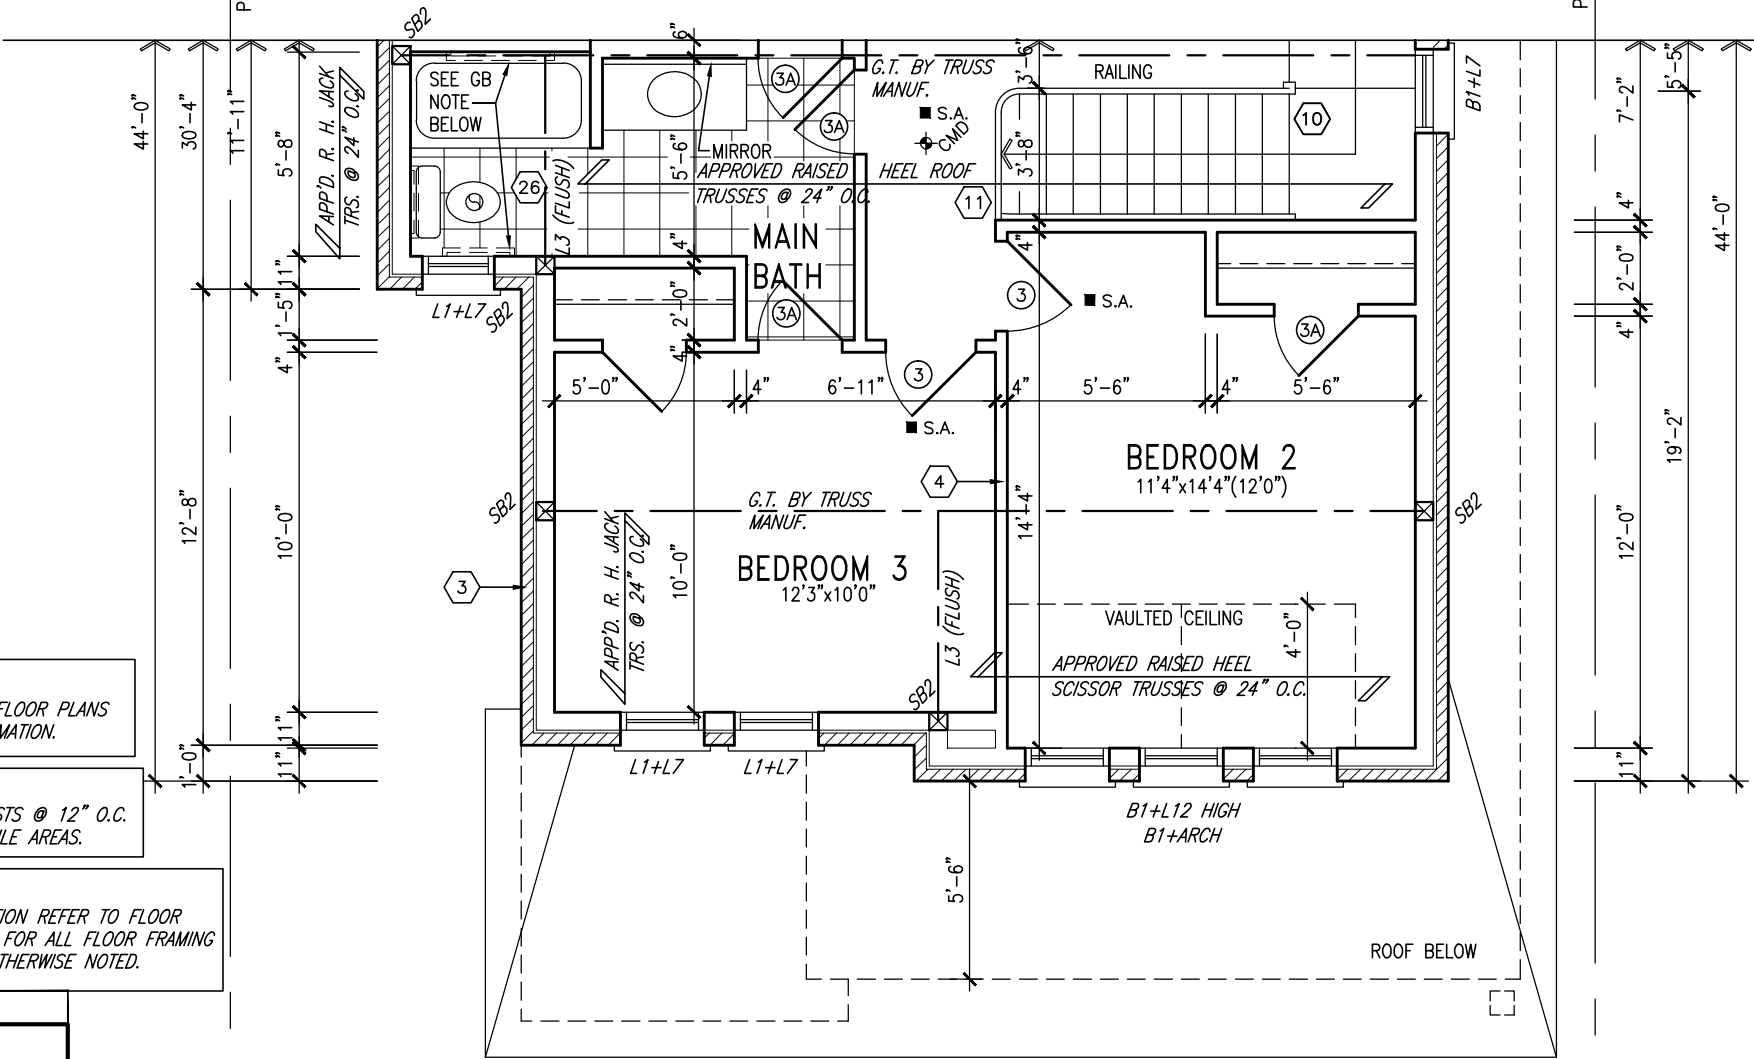 P
P
SB2
6"
3'-6"
SEE GB
NOTE
BELOW
3A
3A
G.T. BY TRUSS
MANUF.
S.A.
CMD
RAILING
10
B1+L7
7'-2"
5'-5"
44'-0"
30'-4"
11'-11"
5'-8"
APP'D. R. H. JACK
TRS. @ 24" O.C.
MIRROR
5'-6"
APPROVED RAISED HEEL ROOF
TRUSSES @ 24" O.C.
3'-8"
26
L3 (FLUSH)
11
4"
4"
4"
44'-0"
MAIN
BATH
3A
3
S.A.
3A
2'-0"
2'-0"
11"
1'-5"
4"
L1+L7
SB2
4"
4"
5'-0"
4"
6'-11"
3
4"
5'-6"
4"
5'-6"
S.A.
BEDROOM 2
11'4"x14'4"(12'0")
4
19'-2"
12'-8"
10'-0"
SB2
G.T. BY TRUSS
MANUF.
14'-4"
SB2
12'-0"
APP'D. R. H. JACK
TRS. @ 24" O.C.
10'-0"
BEDROOM 3
12'3"x10'0"
3
L3 (FLUSH)
VAULTED CEILING
4'-0"
APPROVED RAISED HEEL
SCISSOR TRUSSES @ 24" O.C.
SB2
FLOOR PLANS
MATION.
11"
1'-0"
11"
11"
L1+L7
L1+L7
STS @ 12" O.C.
ILE AREAS.
B1+L12 HIGH
B1+ARCH
5'-6"
TION REFER TO FLOOR
FOR ALL FLOOR FRAMING
THERWISE NOTED.
ROOF BELOW